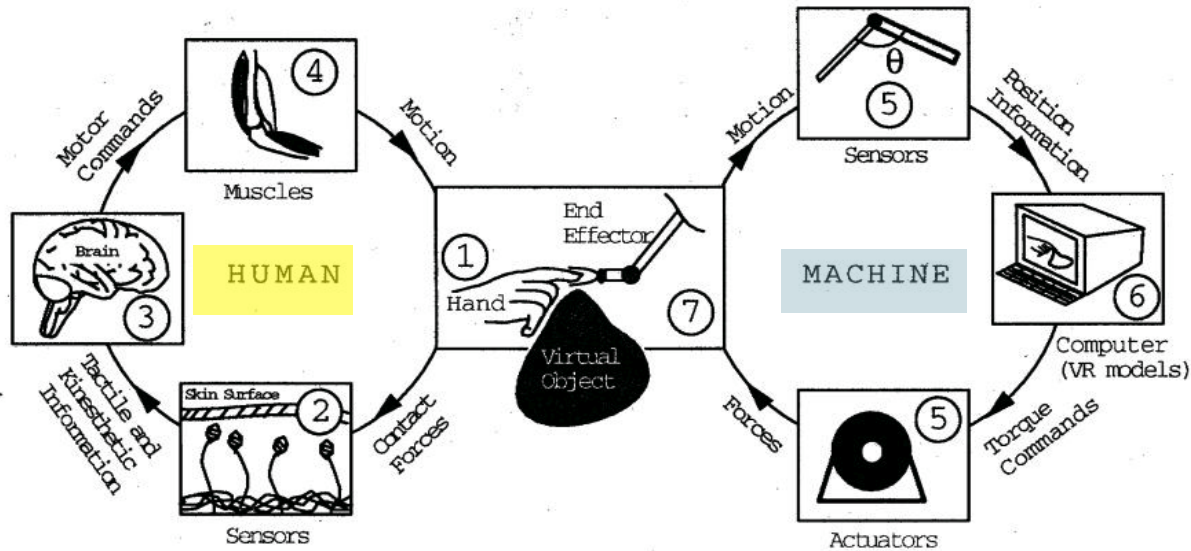 4
Muscles
Motor
Commands
Motion
Brain
3
HUMAN
Tactile and
Kinesthetic
Information
Skin Surface
2
Sensors
Contact
Forces
1
Hand
End
Effector
7
Virtual
Object
Motion
θ
5
Sensors
Position
Information
MACHINE
6
Computer
(VR models)
Torque
Commands
5
Actuators
Forces